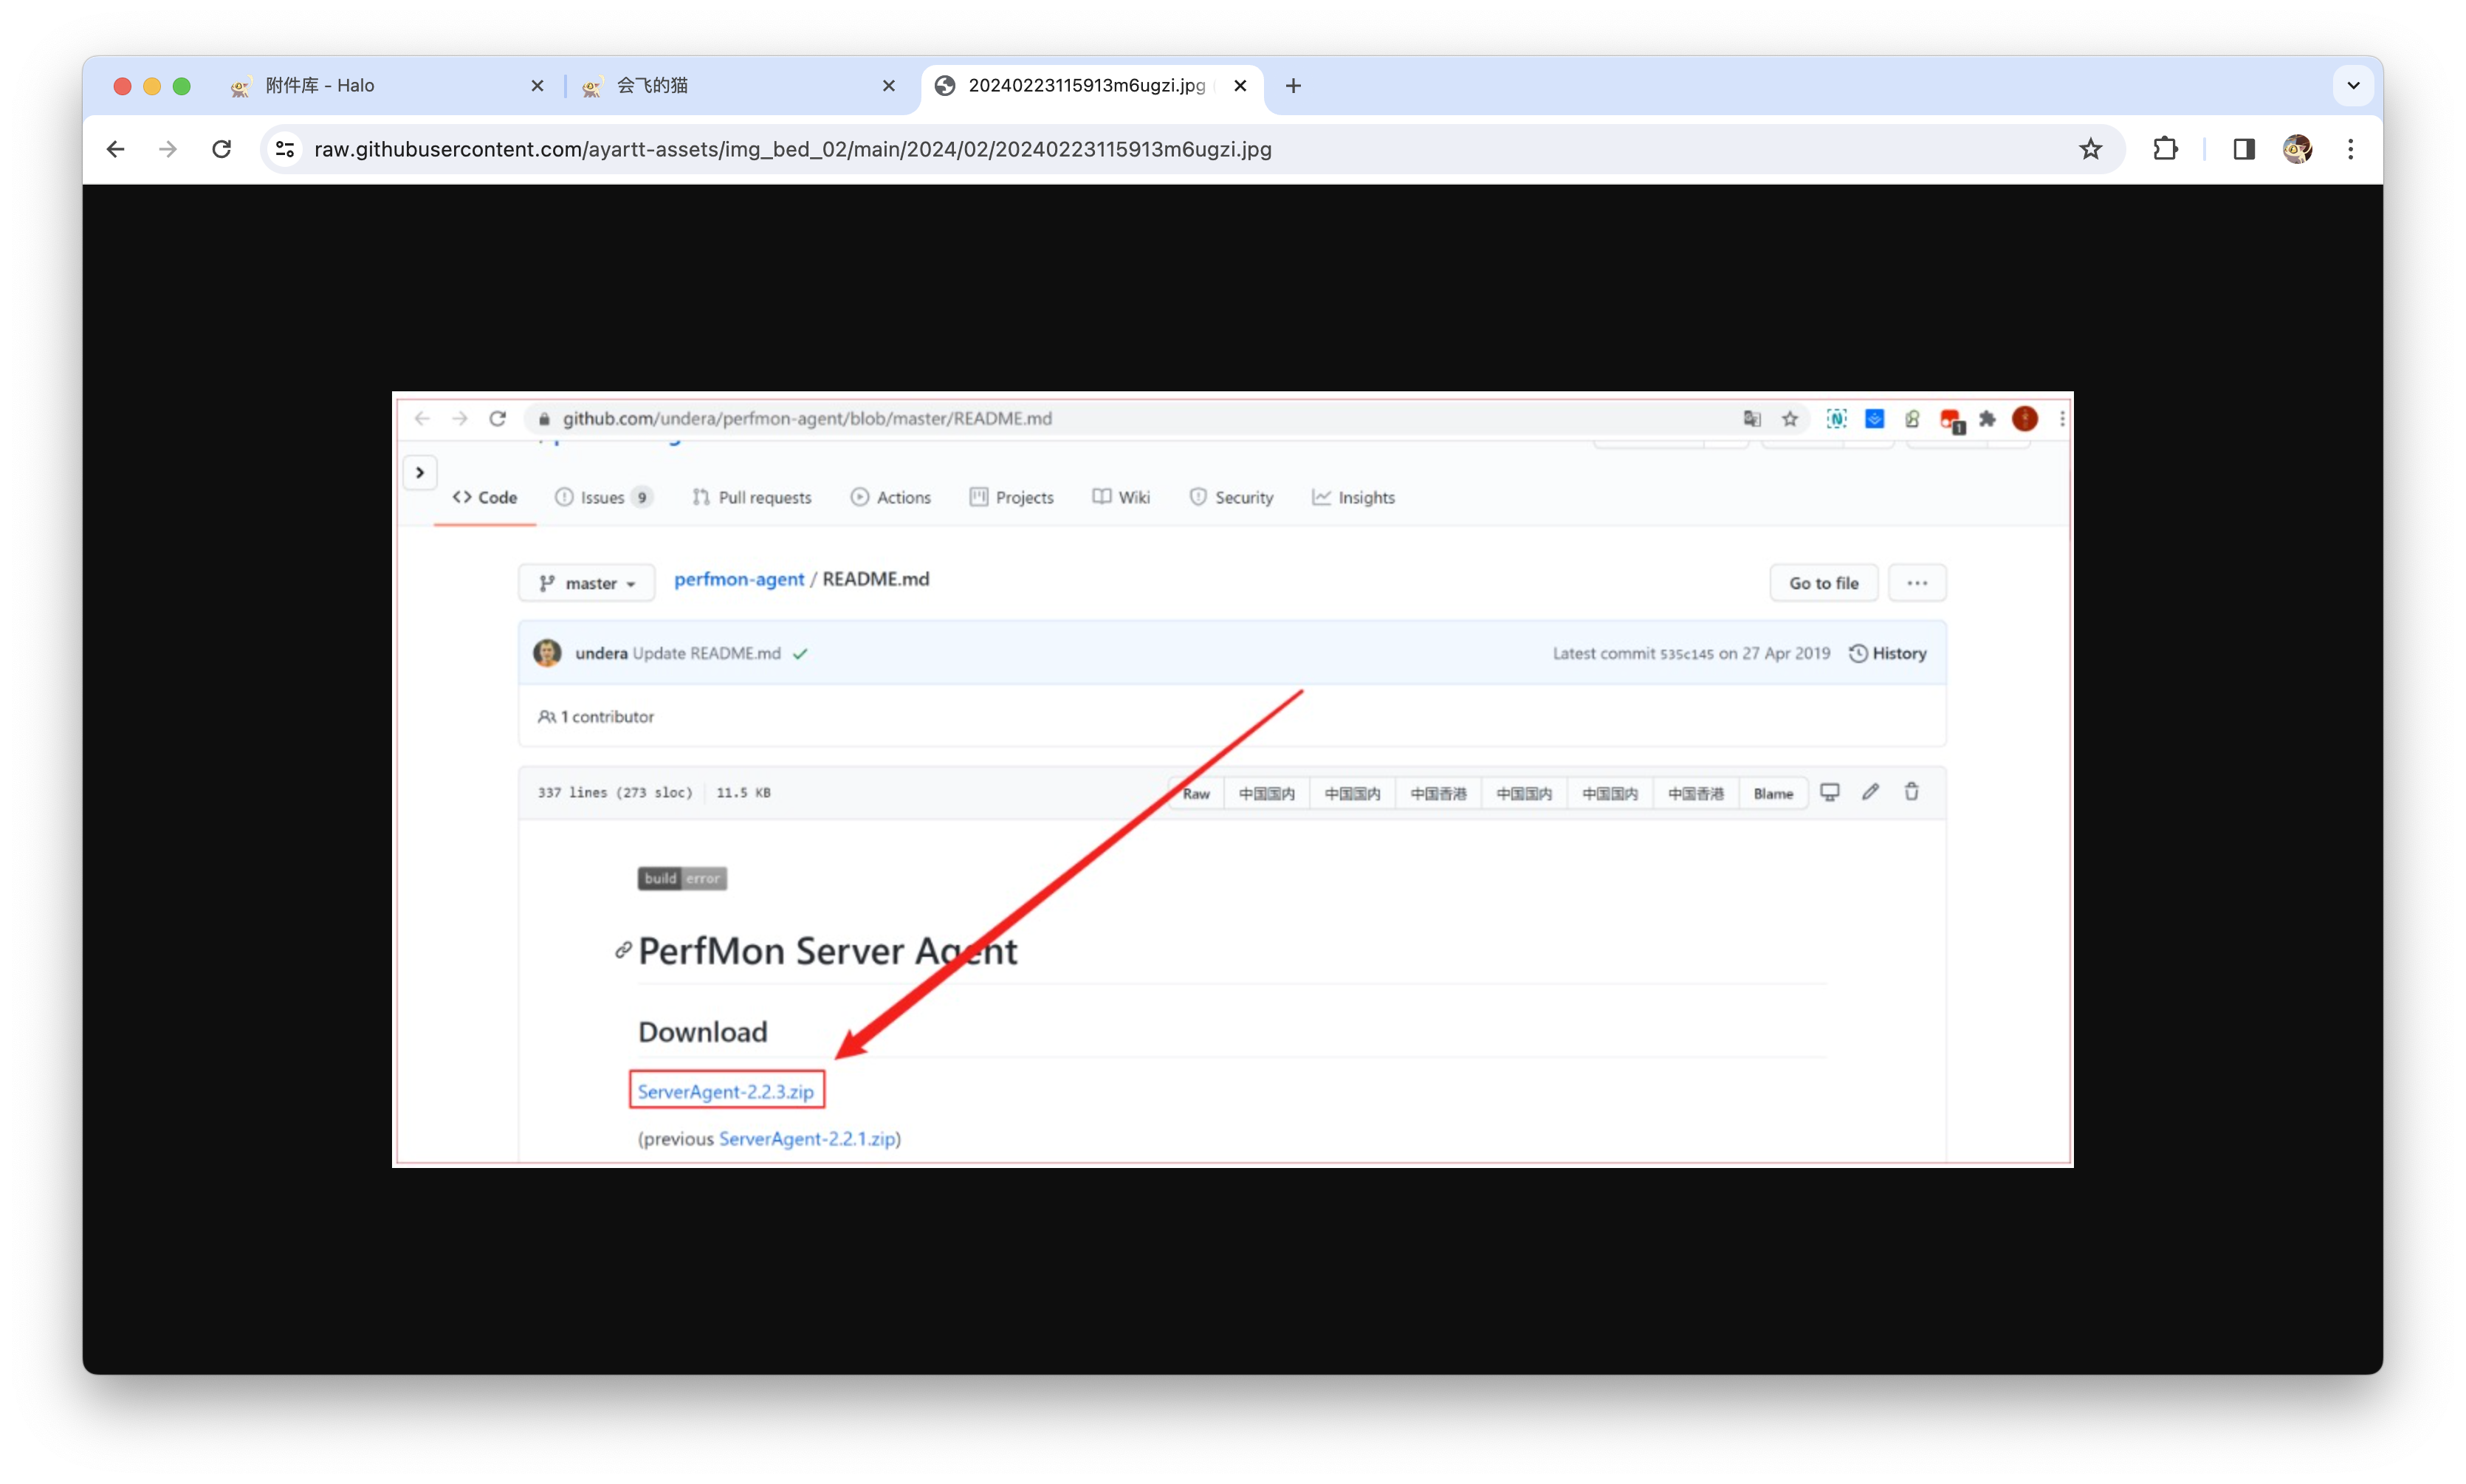 附件库 - Halo
会飞的猫
20240223115913m6ugzi.jpg
raw.githubusercontent.com/ayartt-assets/img_bed_02/main/2024/02/20240223115913m6ugzi.jpg
github.com/undera/perfmon-agent/blob/master/README.md
1
Code Issues 9 Pull requests Actions Projects Wiki Security Insights
master perfmon-agent / README.md Go to file ...
undera Update README.md Latest commit 535c145 on 27 Apr 2019 History
1 contributor
337 lines (273 sloc) 11.5 KB Raw 中国国内 中国国内 中国香港 中国国内 中国国内 中国香港 Blame
build error
PerfMon Server Agent
Download
ServerAgent-2.2.3.zip
(previous ServerAgent-2.2.1.zip)